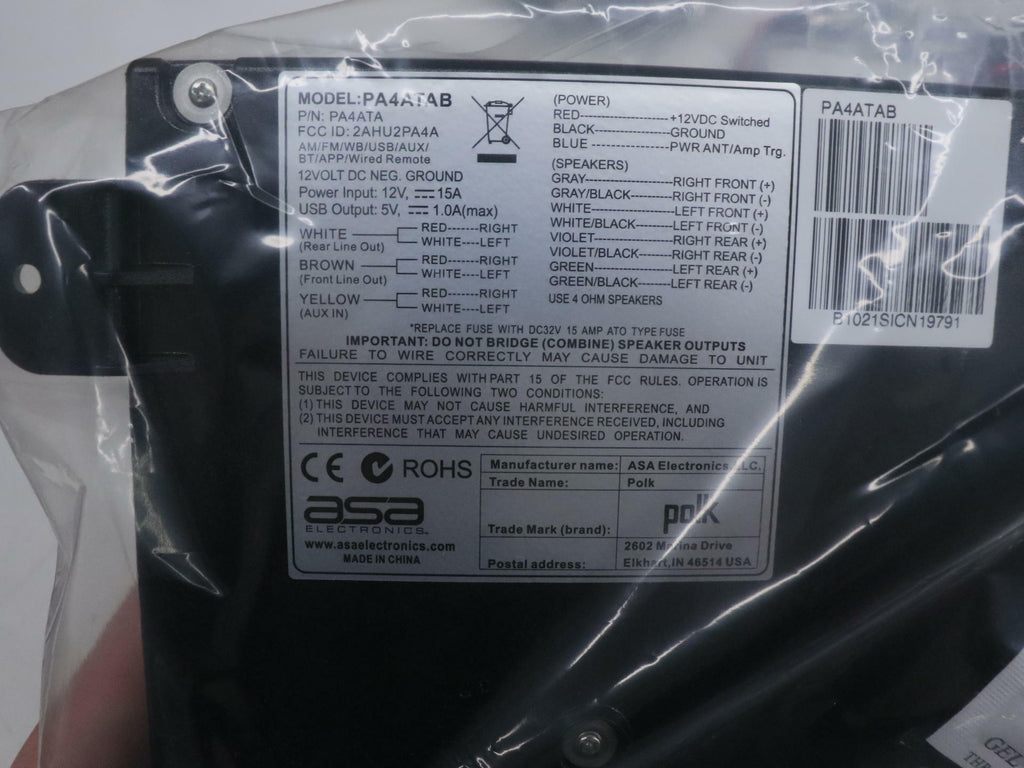 MODEL:PA4ATAB
P/N: PA4ATA
FCC ID: 2AHU2PA4A
AM/FM/WB/USB/AUX/
BT/APP/Wired Remote
12VOLT DC NEG. GROUND
Power Input: 12V, 15A
USB Output: 5V, 1.0A(max)
WHITE RED-------RIGHT
(Rear Line Out) WHITE----LEFT
BROWN RED-------RIGHT
(Front Line Out) WHITE----LEFT
YELLOW RED-------RIGHT
(AUX IN) WHITE----LEFT
(POWER)
RED------------------+12VDC Switched
BLACK---------------GROUND
BLUE ----------------PWR ANT/Amp Trg.
(SPEAKERS)
GRAY------------------RIGHT FRONT (+)
GRAY/BLACK--------RIGHT FRONT (-)
WHITE-----------------LEFT FRONT (+)
WHITE/BLACK-------LEFT FRONT (-)
VIOLET----------------RIGHT REAR (+)
VIOLET/BLACK------RIGHT REAR (-)
GREEN----------------LEFT REAR (+)
GREEN/BLACK------LEFT REAR (-)
USE 4 OHM SPEAKERS
*REPLACE FUSE WITH DC32V 15 AMP ATO TYPE FUSE
IMPORTANT: DO NOT BRIDGE (COMBINE) SPEAKER OUTPUTS
FAILURE TO WIRE CORRECTLY MAY CAUSE DAMAGE TO UNIT
THIS DEVICE COMPLIES WITH PART 15 OF THE FCC RULES. OPERATION IS
SUBJECT TO THE FOLLOWING TWO CONDITIONS:
(1) THIS DEVICE MAY NOT CAUSE HARMFUL INTERFERENCE, AND
(2) THIS DEVICE MUST ACCEPT ANY INTERFERENCE RECEIVED, INCLUDING
INTERFERENCE THAT MAY CAUSE UNDESIRED OPERATION.
CE ROHS
asa
ELECTRONICS™
www.asaelectronics.com
MADE IN CHINA
Manufacturer name: ASA Electronics, LLC.
Trade Name: Polk
Trade Mark (brand): polk
Postal address: 2602 Marina Drive
Elkhart, IN 46514 USA
PA4ATAB
B1021SICN19791